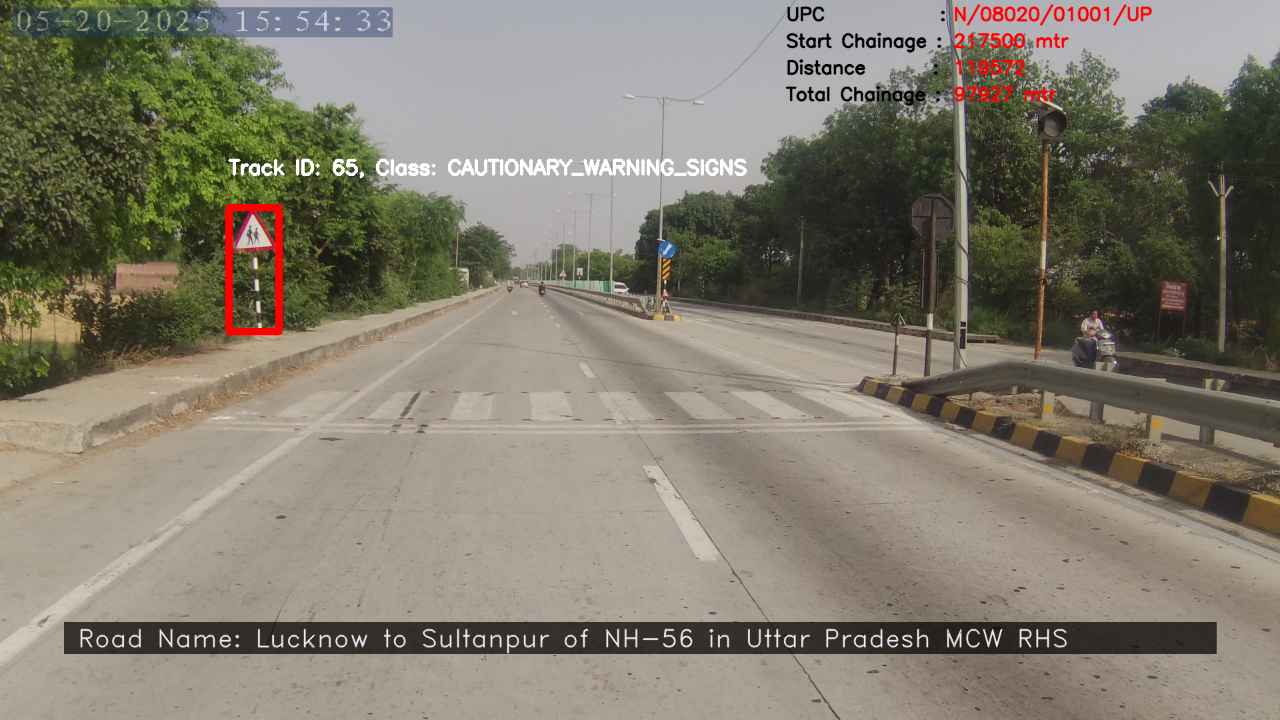 05-20-2025 15:54:33
UPC : N/08020/01001/UP
Start Chainage : 217500 mtr
Distance : 119572
Total Chainage : 97927 mtr
Track ID: 65, Class: CAUTIONARY_WARNING_SIGNS
Road Name: Lucknow to Sultanpur of NH-56 in Uttar Pradesh MCW RHS